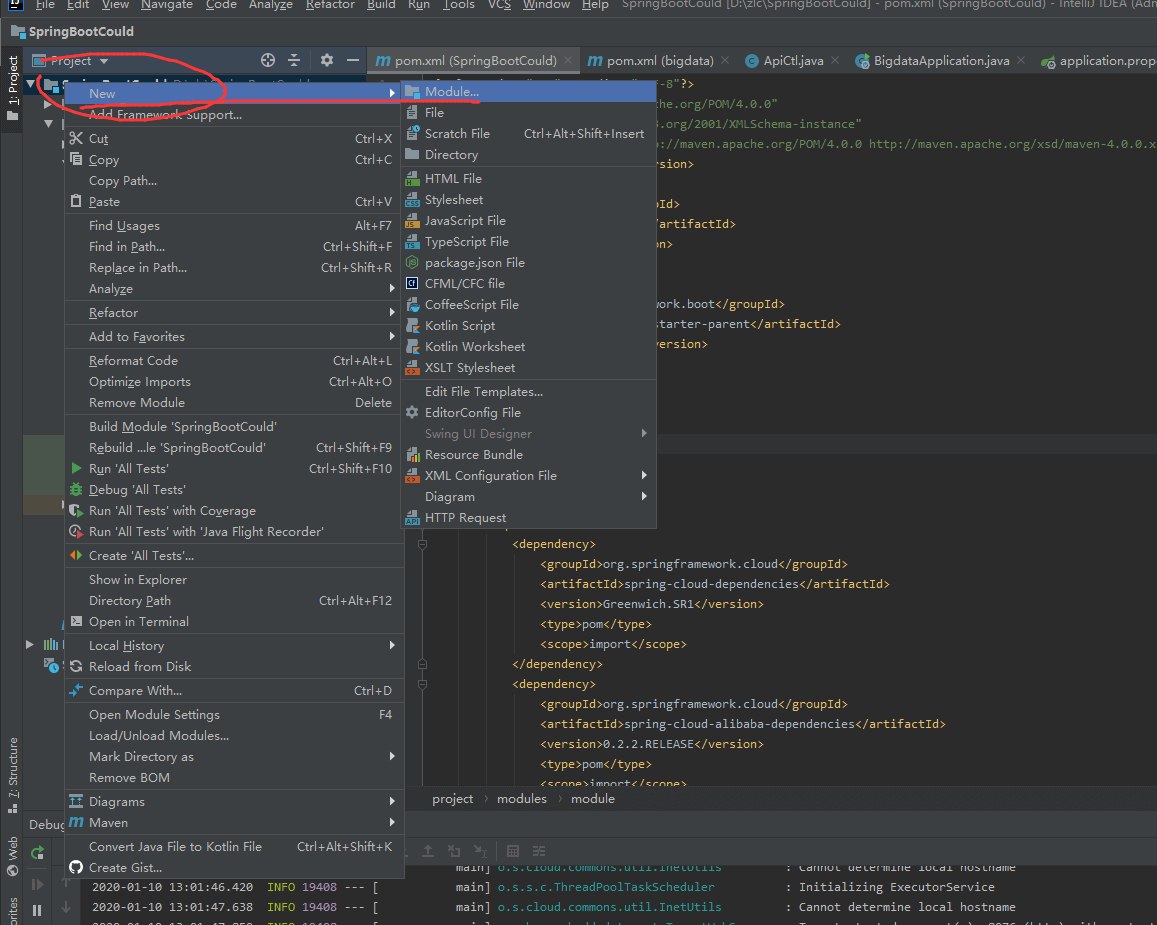 File Edit View Navigate Code Analyze Refactor Build Run Tools VCS Window Help SpringBootCould [D:\zlc\SpringBootCould] - pom.xml (SpringBootCould) - IntelliJ IDEA (Adm
SpringBootCould
Project
pom.xml (SpringBootCould)
pom.xml (bigdata)
ApiCtl.java
BigdataApplication.java
application.prope
1: Project
New
Module...
-8"?>
Add Framework Support...
File
ache.org/POM/4.0.0"
Cut Ctrl+X
Scratch File Ctrl+Alt+Shift+Insert
3.org/2001/XMLSchema-instance"
Copy Ctrl+C
Directory
://maven.apache.org/POM/4.0.0 http://maven.apache.org/xsd/maven-4.0.0.x
Copy Path...
HTML File
ersion>
Paste Ctrl+V
Stylesheet
Id>
Find Usages Alt+F7
JavaScript File
/artifactId>
Find in Path... Ctrl+Shift+F
TypeScript File
on>
Replace in Path... Ctrl+Shift+R
package.json File
Analyze
CFML/CFC file
Refactor
CoffeeScript File
ork.boot</groupId>
Add to Favorites
Kotlin Script
starter-parent</artifactId>
Reformat Code Ctrl+Alt+L
Kotlin Worksheet
version>
Optimize Imports Ctrl+Alt+O
XSLT Stylesheet
Remove Module Delete
Edit File Templates...
Build Module 'SpringBootCould'
EditorConfig File
Rebuild ...le 'SpringBootCould' Ctrl+Shift+F9
Swing UI Designer
Run 'All Tests' Ctrl+Shift+F10
Resource Bundle
Debug 'All Tests'
XML Configuration File
Run 'All Tests' with Coverage
Diagram
Run 'All Tests' with 'Java Flight Recorder'
HTTP Request
Create 'All Tests'...
<dependency>
<groupId>org.springframework.cloud</groupId>
Show in Explorer
<artifactId>spring-cloud-dependencies</artifactId>
Directory Path Ctrl+Alt+F12
<version>Greenwich.SR1</version>
Open in Terminal
<type>pom</type>
Local History
<scope>import</scope>
Reload from Disk
</dependency>
Compare With... Ctrl+D
<dependency>
<groupId>org.springframework.cloud</groupId>
Open Module Settings F4
<artifactId>spring-cloud-alibaba-dependencies</artifactId>
Load/Unload Modules...
<version>0.2.2.RELEASE</version>
Mark Directory as
<type>pom</type>
Remove BOM
<scope>import</scope>
7: Structure
Diagrams
project modules module
Maven
Debug
Convert Java File to Kotlin File Ctrl+Alt+Shift+K
Web
Create Gist...
main] o.s.cloud.commons.util.InetUtils : Cannot determine local hostname
2020-01-10 13:01:46.420 INFO 19408 --- [ main] o.s.s.c.ThreadPoolTaskScheduler : Initializing ExecutorService
2020-01-10 13:01:47.638 INFO 19408 --- [ main] o.s.cloud.commons.util.InetUtils : Cannot determine local hostname
orites